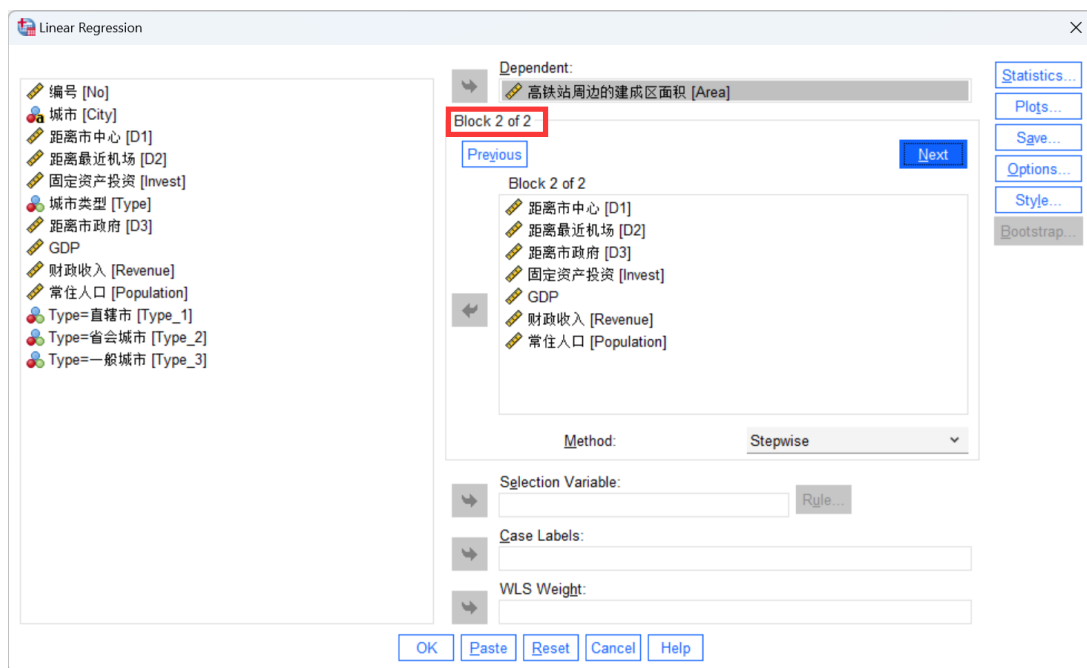 Linear Regression
编号 [No]
城市 [City]
距离市中心 [D1]
距离最近机场 [D2]
固定资产投资 [Invest]
城市类型 [Type]
距离市政府 [D3]
GDP
财政收入 [Revenue]
常住人口 [Population]
Type=直辖市 [Type_1]
Type=省会城市 [Type_2]
Type=一般城市 [Type_3]
Dependent:
高铁站周边的建成区面积 [Area]
Block 2 of 2
Previous
Next
Block 2 of 2
距离市中心 [D1]
距离最近机场 [D2]
距离市政府 [D3]
固定资产投资 [Invest]
GDP
财政收入 [Revenue]
常住人口 [Population]
Method:
Stepwise
Selection Variable:
Rule...
Case Labels:
WLS Weight:
Statistics...
Plots...
Save...
Options...
Style...
Bootstrap...
OK
Paste
Reset
Cancel
Help